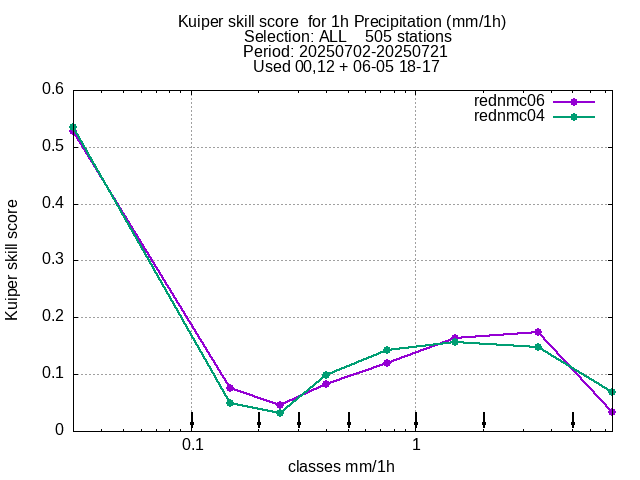 Kuiper skill score  for 1h Precipitation (mm/1h)
Selection: ALL    505 stations
Period: 20250702-20250721
Used 00,12 + 06-05 18-17
rednmc06
rednmc04
0.6
0.5
0.4
0.3
0.2
0.1
0
Kuiper skill score
0.1 1
classes mm/1h